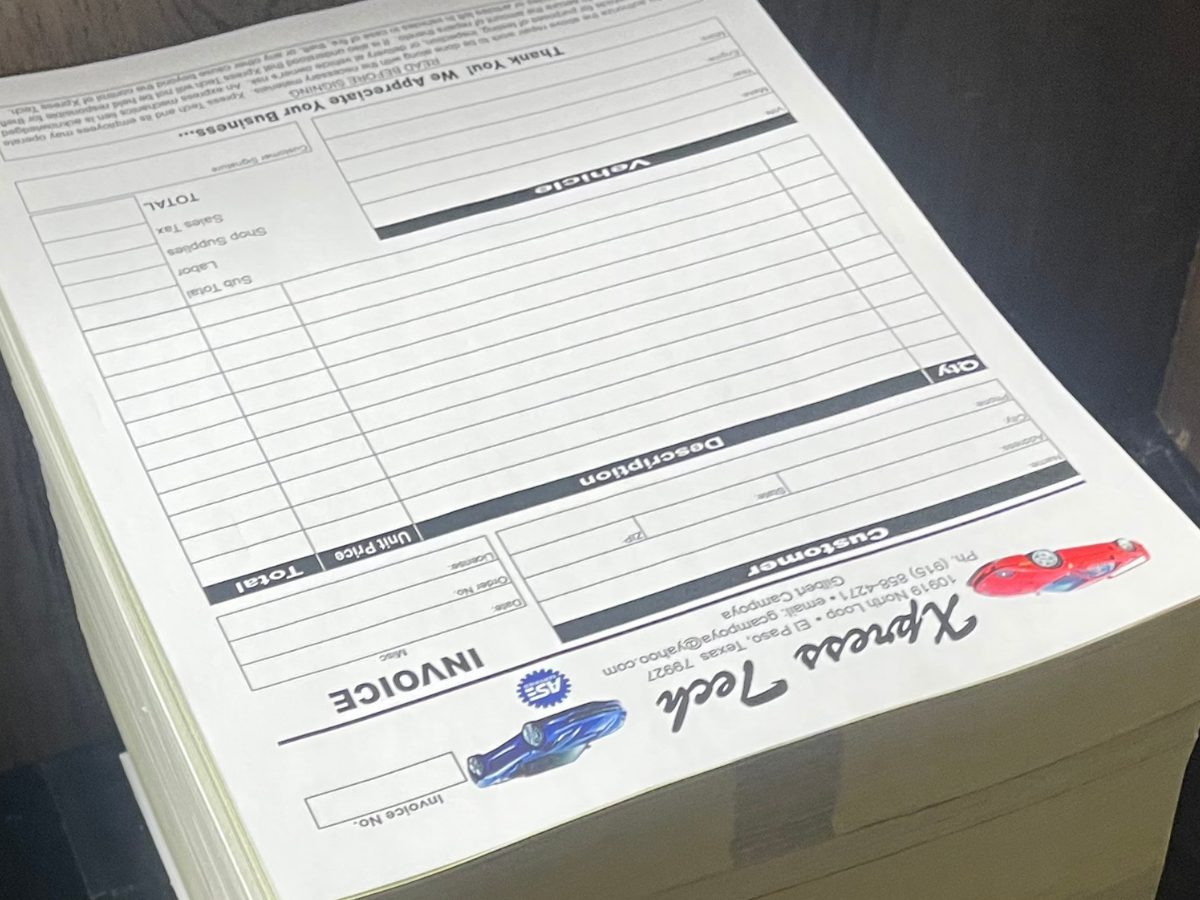 Invoice No.
Xpress Tech
ASE
10919 North Loop • El Paso, Texas 79927
Ph. (915) 858-4271 • email: gcampoya@yahoo.com
Gilbert Campoya
INVOICE
Customer
Misc
Name:
Address:
City:
State:
ZIP:
Phone:
Date:
Order No.
License:
Qty
Description
Unit Price
Total
Sub Total
Labor
Shop Supplies
Sales Tax
TOTAL
Vehicle
Make:
Year:
Engine:
Customer Signature
Thank You! We Appreciate Your Business...
READ BEFORE SIGNING